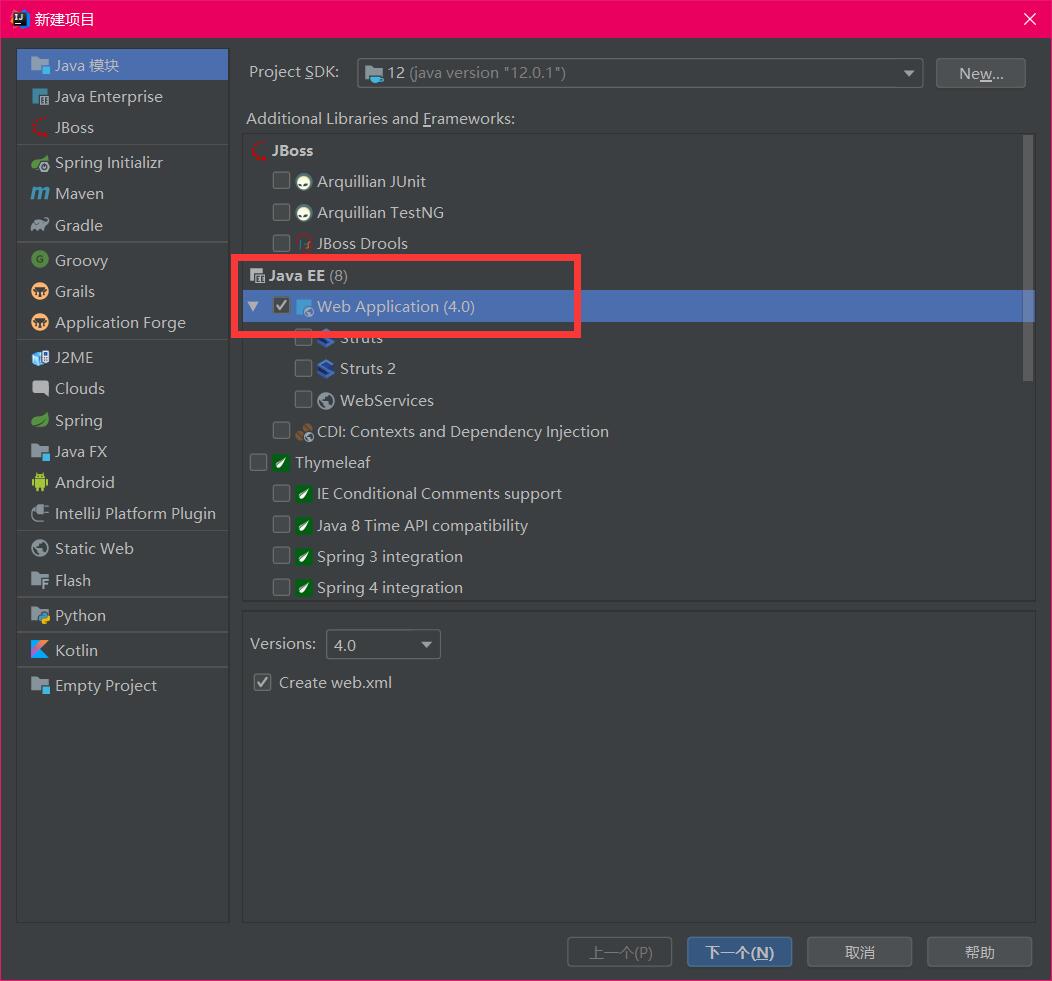 新建项目
Java 模块
Java Enterprise
JBoss
Spring Initializr
Maven
Gradle
Groovy
Grails
Application Forge
J2ME
Clouds
Spring
Java FX
Android
IntelliJ Platform Plugin
Static Web
Flash
Python
Kotlin
Empty Project
Project SDK:
12 (java version "12.0.1")
New...
Additional Libraries and Frameworks:
JBoss
Arquillian JUnit
Arquillian TestNG
JBoss Drools
Java EE (8)
Web Application (4.0)
Struts
Struts 2
WebServices
CDI: Contexts and Dependency Injection
Thymeleaf
IE Conditional Comments support
Java 8 Time API compatibility
Spring 3 integration
Spring 4 integration
Versions:
4.0
Create web.xml
上一个(P)
下一个(N)
取消
帮助